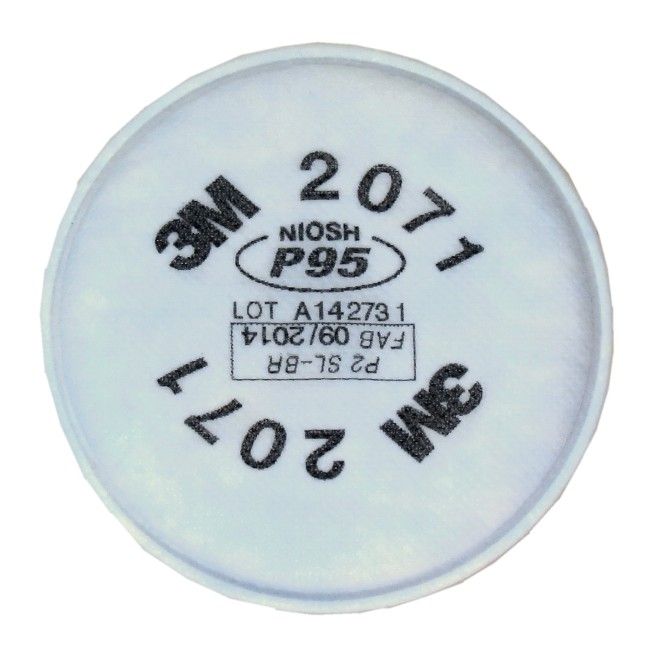 3M 2071
NIOSH
P95
LOT A142731
P2 SL-BR
FAB 09/2014
3M 2071